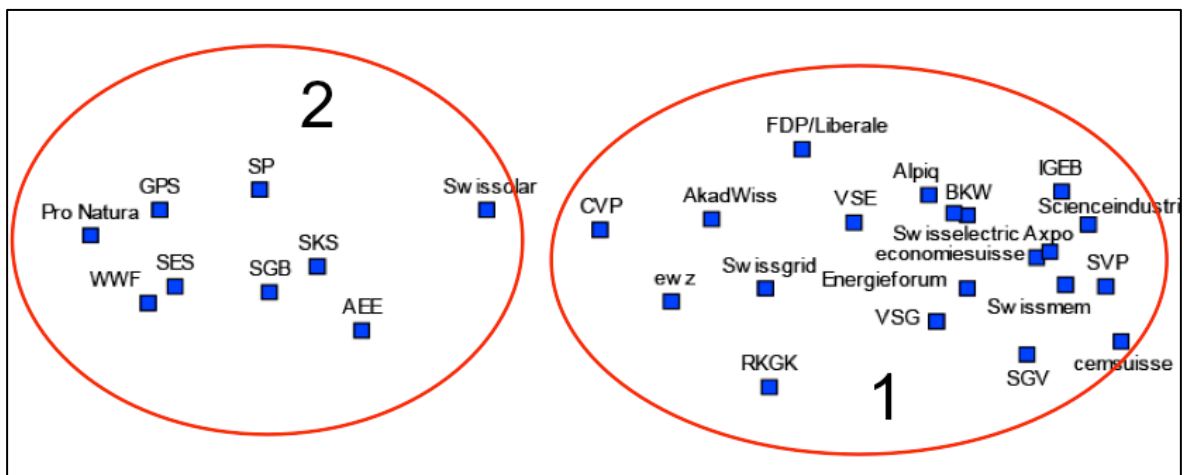 2
SP
GPS
Swissolar
Pro Natura
SKS
SES
WWF
SGB
AEE
FDP/Liberale
IGEB
Alpiq
BKW
AkadWiss
VSE
CVP
Scienceindustri
Swisselectric Axpo
economiesuisse
SVP
Swissgrid
ewz
Energieforum
Swissmem
VSG
RKGK
cemsuisse
SGV
1